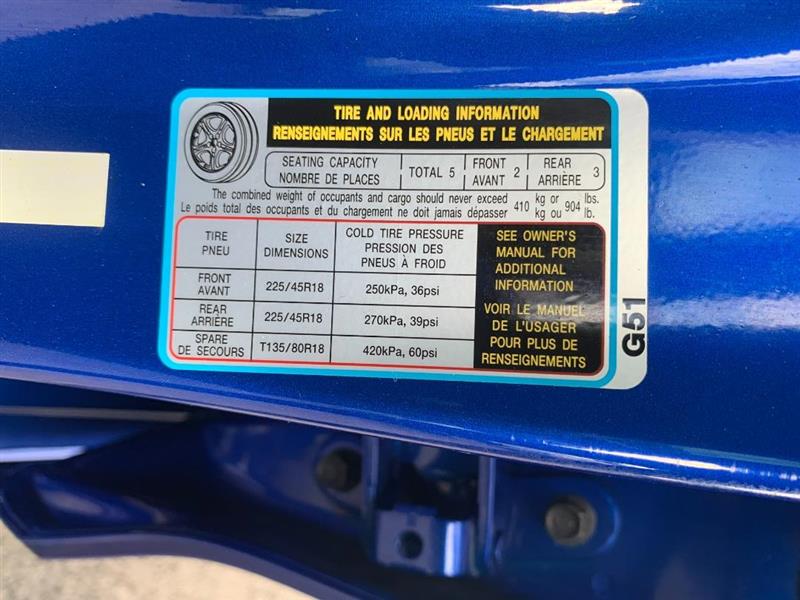 TIRE AND LOADING INFORMATION
RENSEIGNEMENTS SUR LES PNEUS ET LE CHARGEMENT
SEATING CAPACITY
NOMBRE DE PLACES
TOTAL 5
FRONT
AVANT 2
REAR
ARRIÈRE 3
The combined weight of occupants and cargo should never exceed 410 kg or 904 lbs.
Le poids total des occupants et du chargement ne doit jamais dépasser kg ou lb.
TIRE
PNEU
SIZE
DIMENSIONS
COLD TIRE PRESSURE
PRESSION DES
PNEUS À FROID
FRONT
AVANT
225/45R18
250kPa, 36psi
REAR
ARRIÈRE
225/45R18
270kPa, 39psi
SPARE
DE SECOURS
T135/80R18
420kPa, 60psi
SEE OWNER'S
MANUAL FOR
ADDITIONAL
INFORMATION
VOIR LE MANUEL
DE L'USAGER
POUR PLUS DE
RENSEIGNEMENTS
G51